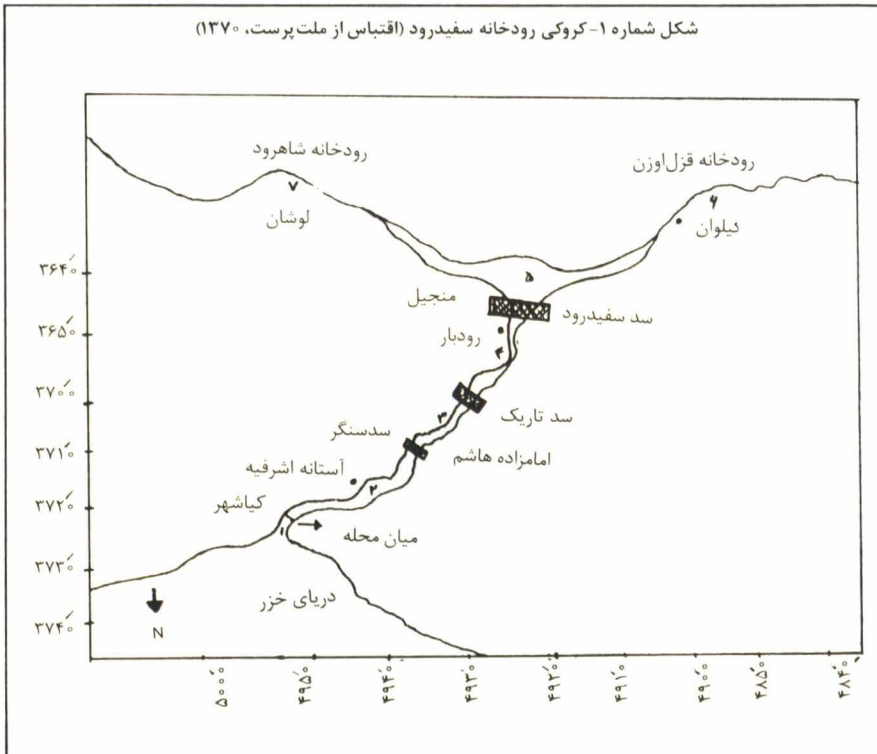 شکل شماره ۱- کروکی رودخانه سفیدرود (اقتباس از ملت‌پرست، ۱۳۷۰)
رودخانه قزل‌اوزن
رودخانه شاهرود
۶
۷
گیلوان
لوشان
۳۶۴۰́
۵
منجیل
سد سفیدرود
۳۶۵۰́
رودبار
۴
۳۷۰۰́
سد تاریک
۳
سدسنگر
۳۷۱۰́
امامزاده هاشم
آستانه اشرفیه
۲
۳۷۲۰́
کیاشهر
۱
میان محله
۳۷۳۰́
دریای خزر
۳۷۴۰́
N
۵۰۰۰́
۴۹۵۰́
۴۹۴۰́
۴۹۳۰́
۴۹۲۰́
۴۹۱۰́
۴۹۰۰́
۴۸۵۰́
۴۸۴۰́